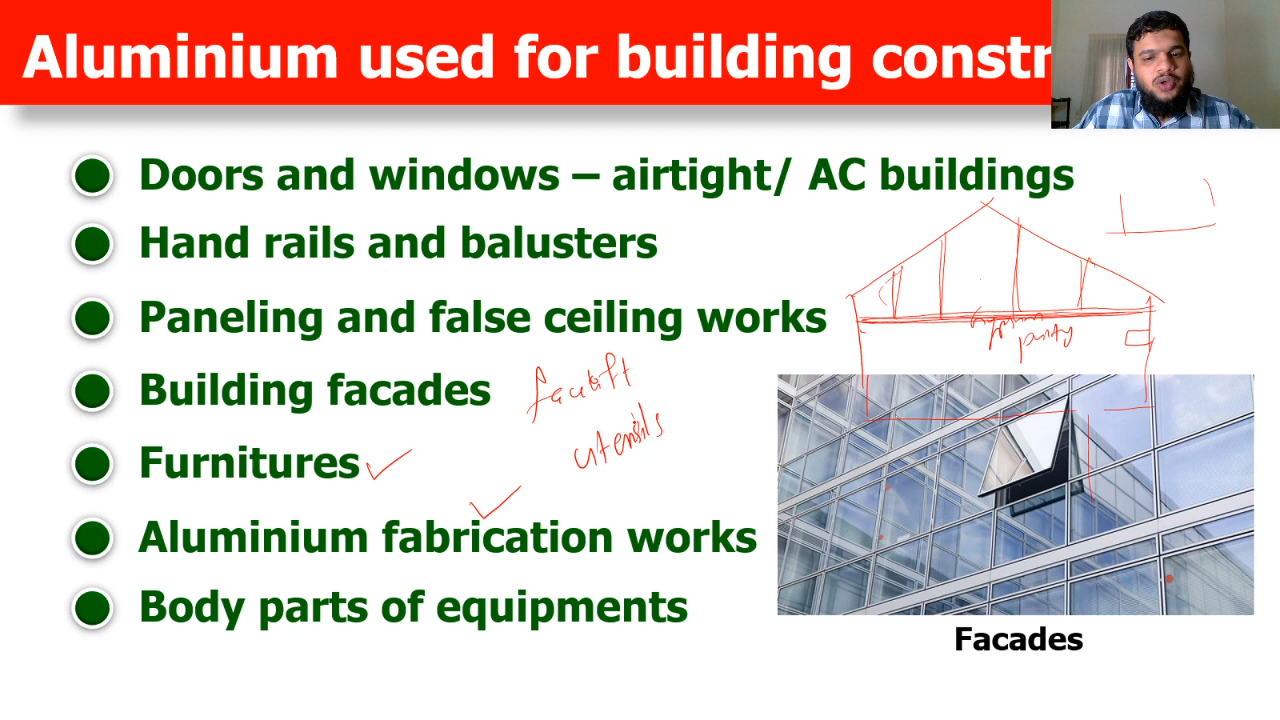 Aluminium used for building constr
Doors and windows – airtight/ AC buildings
Hand rails and balusters
Paneling and false ceiling works
Building facades
facelift
utensils
Furnitures
Aluminium fabrication works
Body parts of equipments
Facades